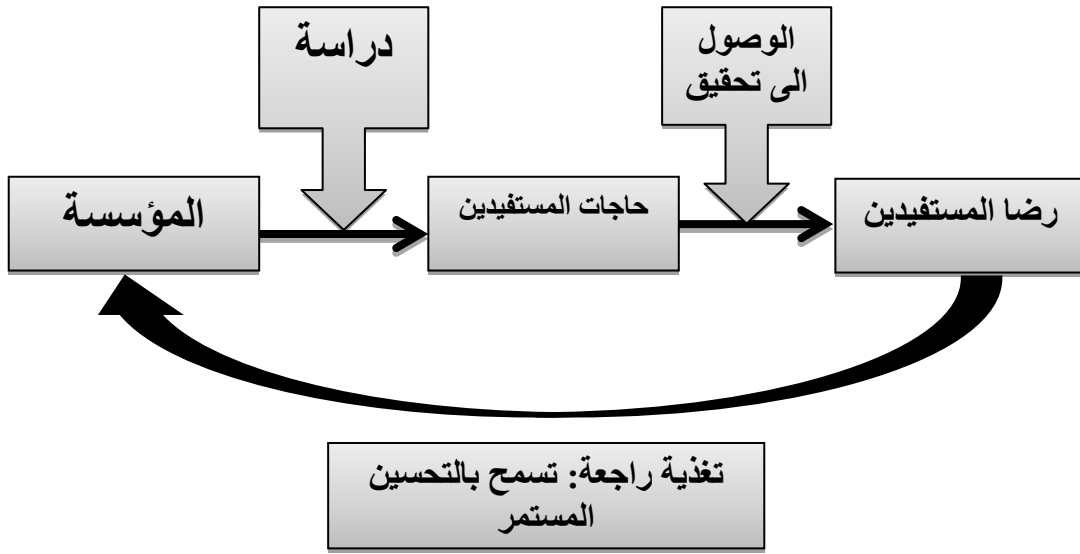 دراسة
الوصول
الى تحقيق
المؤسسة
حاجات المستفيدين
رضا المستفيدين
تغذية راجعة: تسمح بالتحسين
المستمر